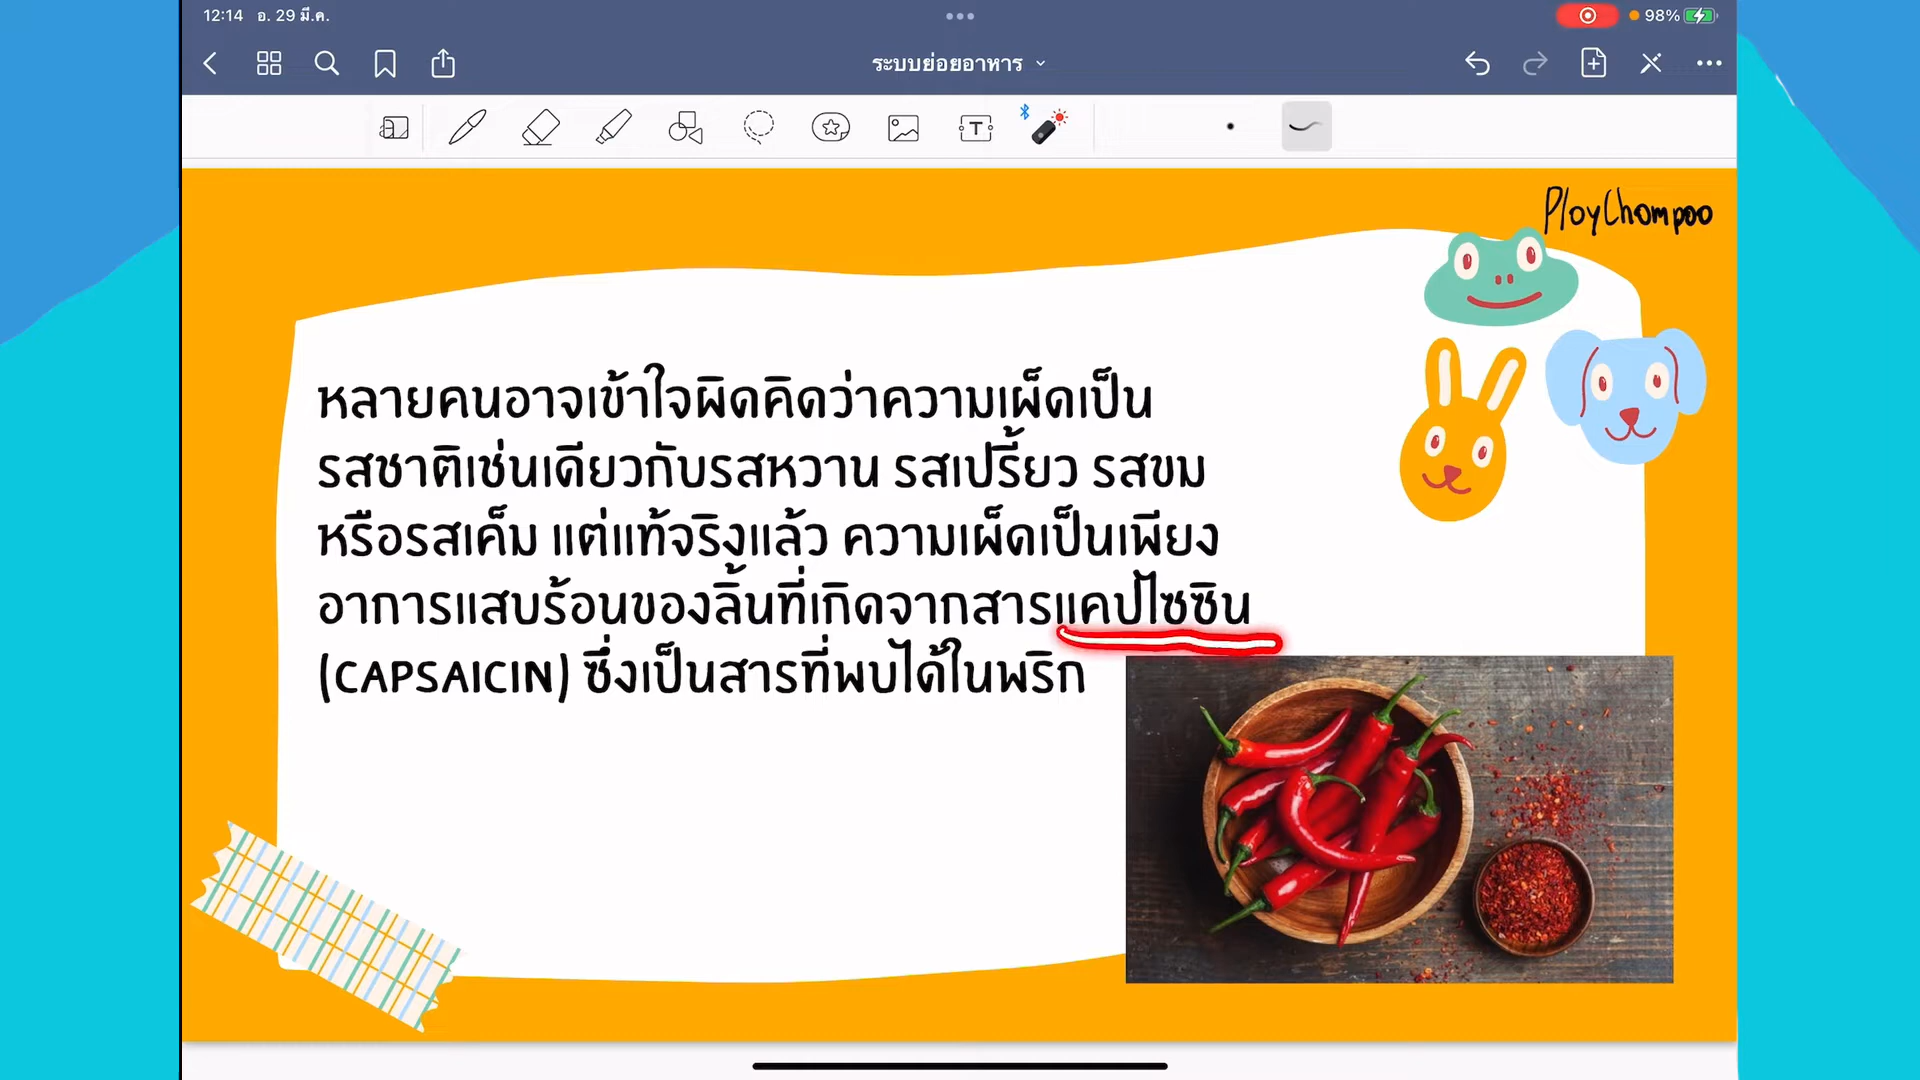 12:14 อ. 29 มี.ค.
98%
ระบบย่อยอาหาร
T
PloyChompoo
หลายคนอาจเข้าใจผิดคิดว่าความเผ็ดเป็น
รสชาติเช่นเดียวกับรสหวาน รสเปรี้ยว รสขม
หรือรสเค็ม แต่แท้จริงแล้ว ความเผ็ดเป็นเพียง
อาการแสบร้อนของลิ้นที่เกิดจากสารแคปไซซิน
(CAPSAICIN) ซึ่งเป็นสารที่พบได้ในพริก